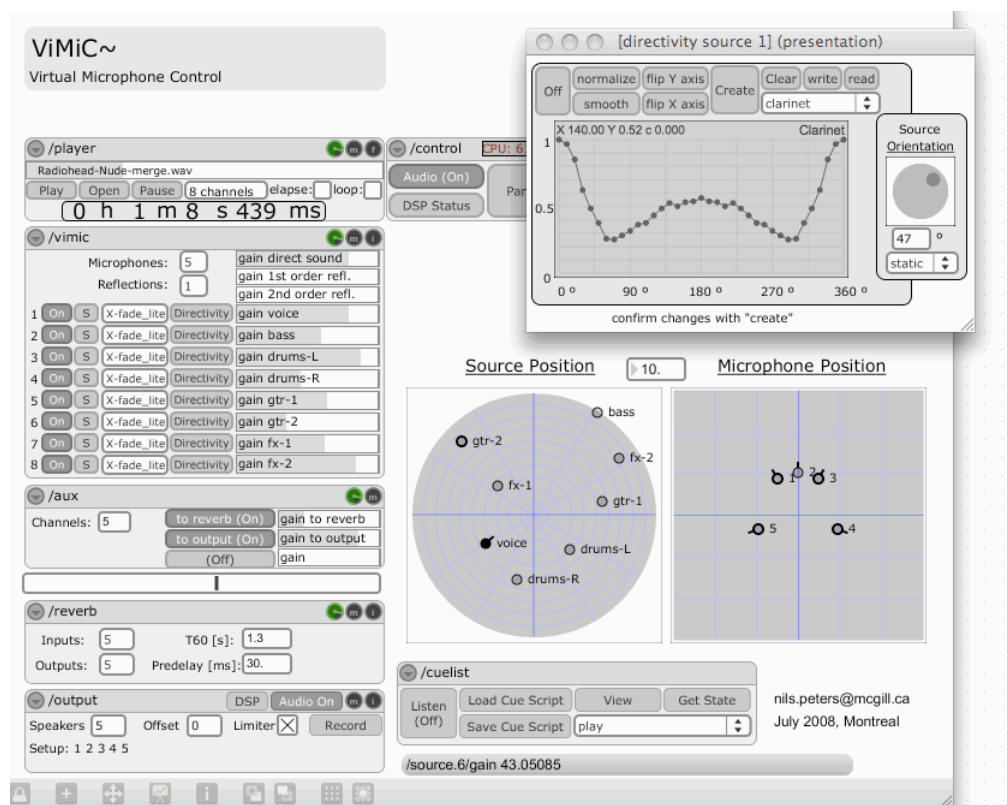 ViMiC~
Virtual Microphone Control
[directivity source 1] (presentation)
Off normalize flip Y axis Create Clear write read
smooth flip X axis clarinet
X 140.00 Y 0.52 c 0.000 Clarinet
1
0.5
0
0 º 90 º 180 º 270 º 360 º
confirm changes with "create"
Source
Orientation
47 º
static
/player m f
Radiohead-Nude-merge.wav
Play Open Pause 8 channels elapse: loop:
0 h 1 m 8 s 439 ms
/control CPU: 6.
Audio (On)
DSP Status
/vimic m i
Microphones: 5 gain direct sound
gain 1st order refl.
Reflections: 1 gain 2nd order refl.
1 On S X-fade_lite Directivity gain voice
2 On S X-fade_lite Directivity gain bass
3 On S X-fade_lite Directivity gain drums-L
4 On S X-fade_lite Directivity gain drums-R
5 On S X-fade_lite Directivity gain gtr-1
6 On S X-fade_lite Directivity gain gtr-2
7 On S X-fade_lite Directivity gain fx-1
8 On S X-fade_lite Directivity gain fx-2
/aux m
Channels: 5 to reverb (On) gain to reverb
to output (On) gain to output
(Off) gain
/reverb m i
Inputs: 5 T60 [s]: 1.3
Outputs: 5 Predelay [ms]: 30.
/output DSP Audio On m i
Speakers 5 Offset 0 Limiter Record
Setup: 1 2 3 4 5
Source Position 10. Microphone Position
bass
gtr-2
fx-2
fx-1
gtr-1
voice
drums-L
drums-R
1 2 3
5 4
/cuelist
Listen (Off) Load Cue Script View Get State
Save Cue Script play
nils.peters@mcgill.ca
July 2008, Montreal
/source.6/gain 43.05085